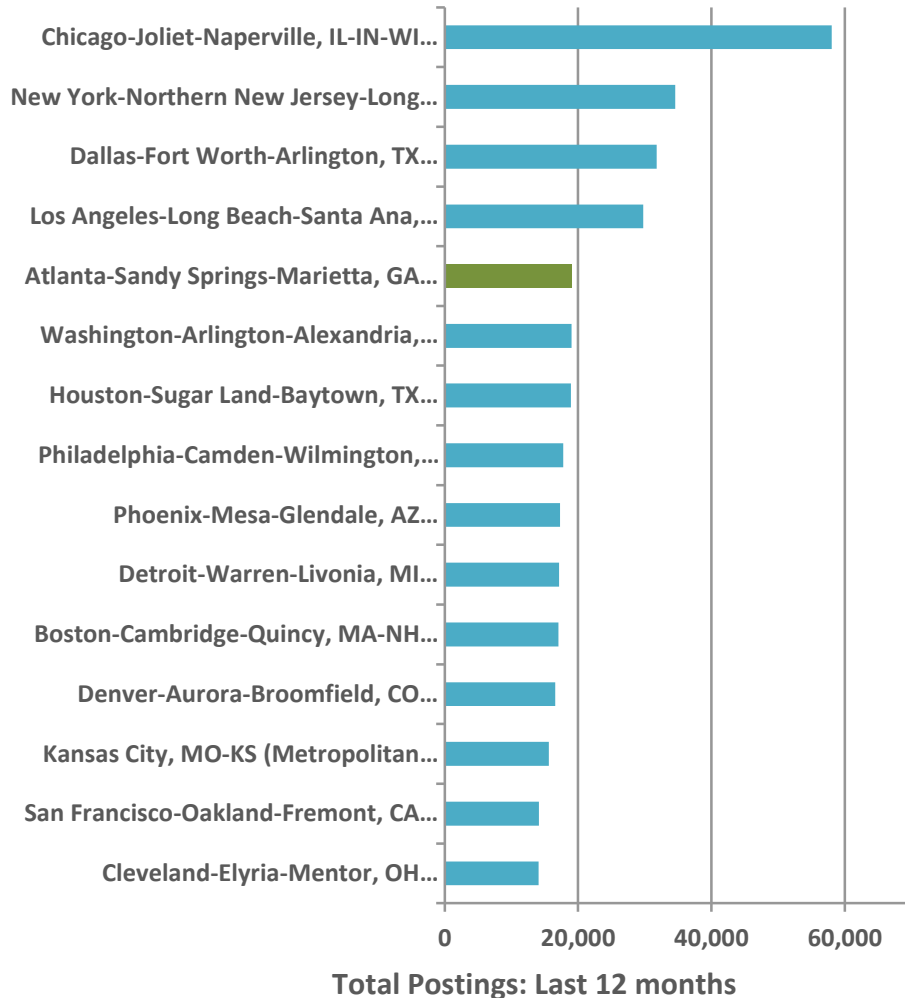 Chicago-Joliet-Naperville, IL-IN-WI...
New York-Northern New Jersey-Long...
Dallas-Fort Worth-Arlington, TX...
Los Angeles-Long Beach-Santa Ana,...
Atlanta-Sandy Springs-Marietta, GA...
Washington-Arlington-Alexandria,...
Houston-Sugar Land-Baytown, TX...
Philadelphia-Camden-Wilmington,...
Phoenix-Mesa-Glendale, AZ...
Detroit-Warren-Livonia, MI...
Boston-Cambridge-Quincy, MA-NH...
Denver-Aurora-Broomfield, CO...
Kansas City, MO-KS (Metropolitan...
San Francisco-Oakland-Fremont, CA...
Cleveland-Elyria-Mentor, OH...
0 20,000 40,000 60,000
Total Postings: Last 12 months